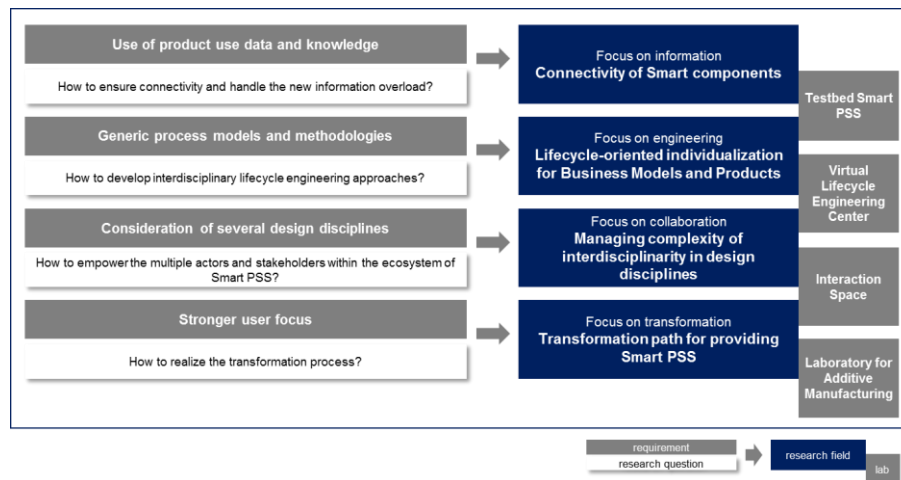 Use of product use data and knowledge
How to ensure connectivity and handle the new information overload?
Focus on information
Connectivity of Smart components
Generic process models and methodologies
How to develop interdisciplinary lifecycle engineering approaches?
Focus on engineering
Lifecycle-oriented individualization
for Business Models and Products
Consideration of several design disciplines
How to empower the multiple actors and stakeholders within the ecosystem of
Smart PSS?
Focus on collaboration
Managing complexity of
interdisciplinarity in design
disciplines
Stronger user focus
How to realize the transformation process?
Focus on transformation
Transformation path for providing
Smart PSS
Testbed Smart
PSS
Virtual
Lifecycle
Engineering
Center
Interaction
Space
Laboratory for
Additive
Manufacturing
requirement
research question
research field
lab